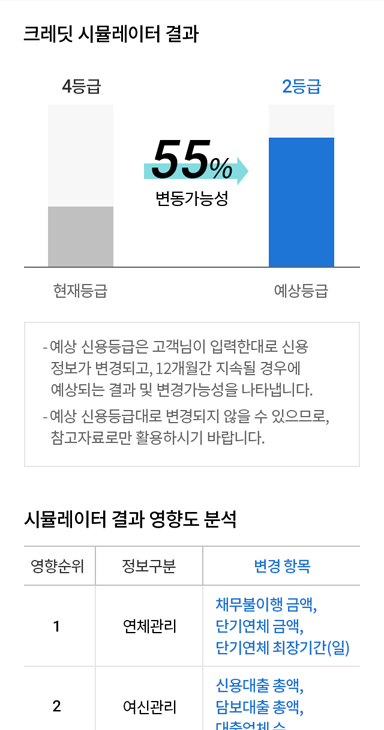 크레딧 시뮬레이터 결과
4등급
2등급
55%
변동가능성
현재등급
예상등급
- 예상 신용등급은 고객님이 입력한대로 신용
정보가 변경되고, 12개월간 지속될 경우에
예상되는 결과 및 변경가능성을 나타냅니다.
- 예상 신용등급대로 변경되지 않을 수 있으므로,
참고자료로만 활용하시기 바랍니다.
시뮬레이터 결과 영향도 분석
영향순위 정보구분 변경 항목
채무불이행 금액,
1 연체관리 단기연체 금액,
단기연체 최장기간(일)
신용대출 총액,
2 여신관리 담보대출 총액,